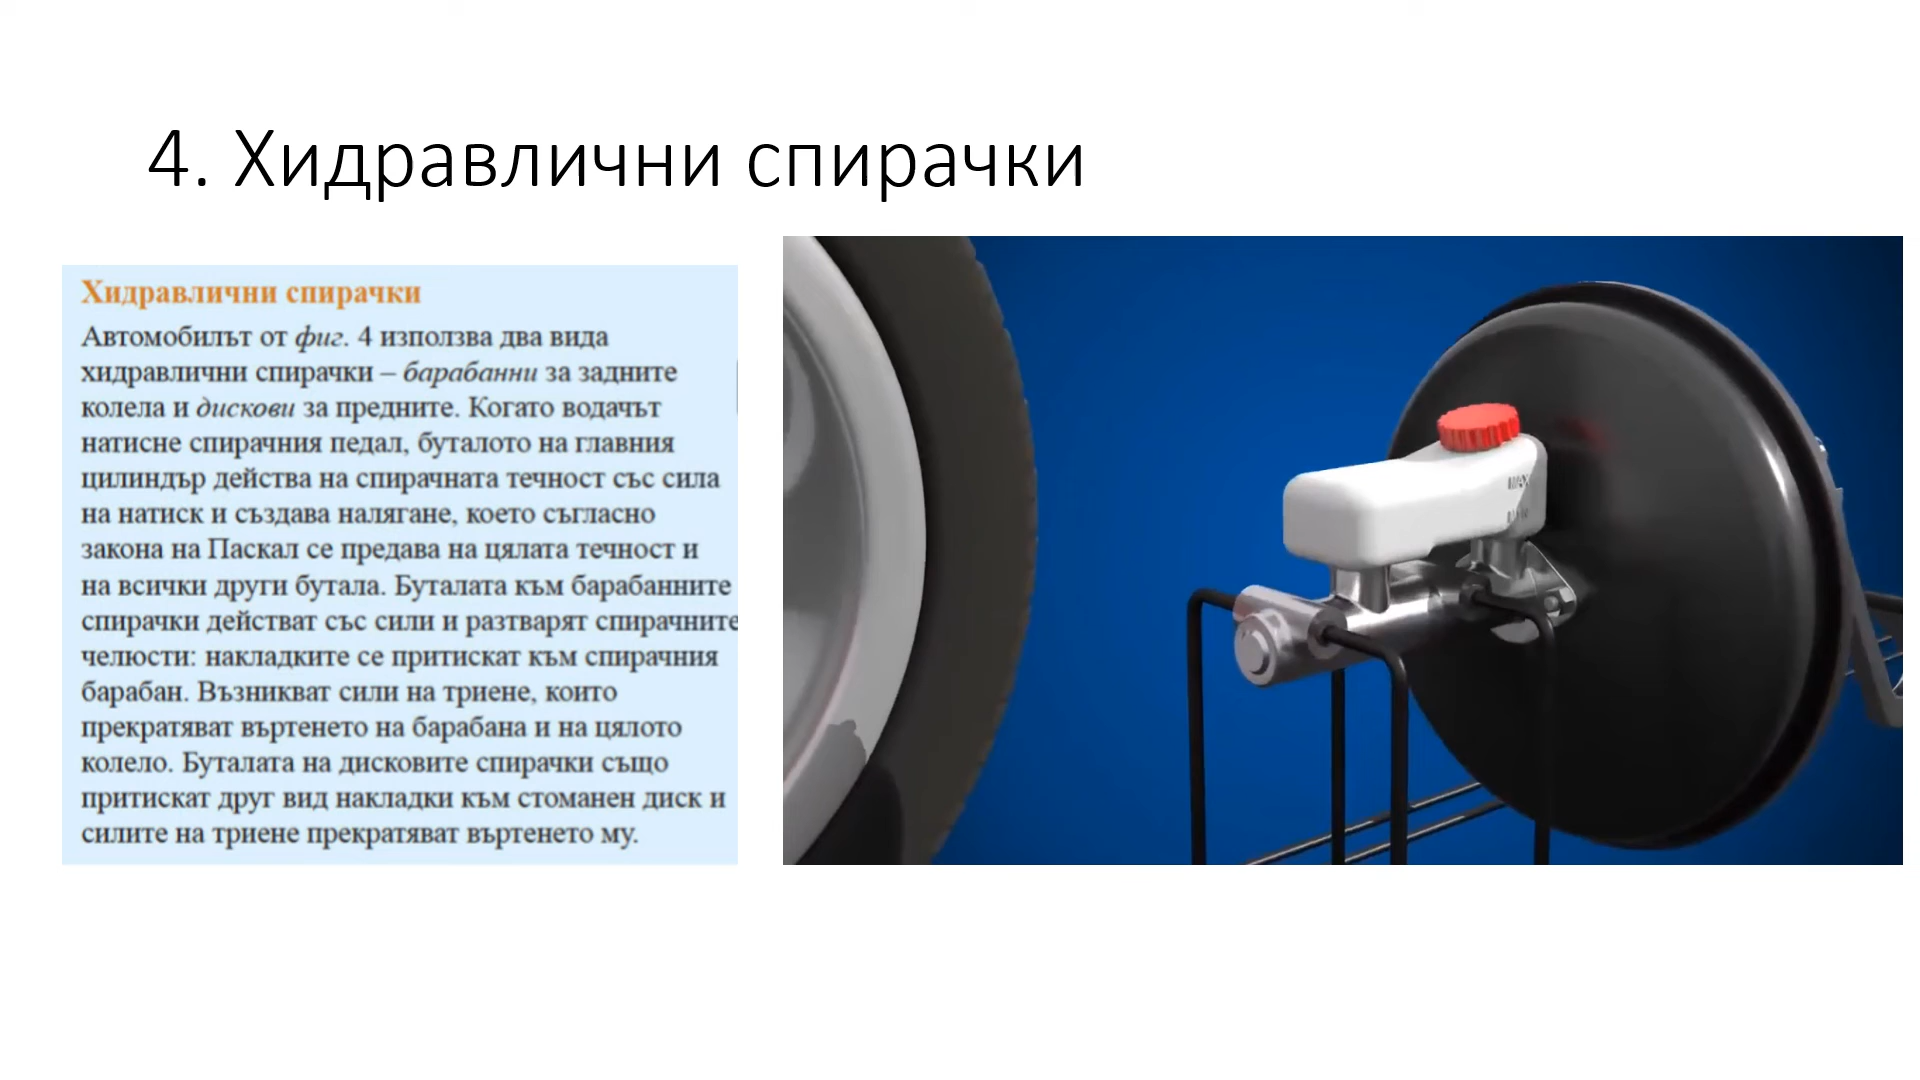 4. Хидравлични спирачки
Хидравлични спирачки
Автомобилът от фиг. 4 използва два вида
хидравлични спирачки – барабанни за задните
колела и дискови за предните. Когато водачът
натисне спирачния педал, буталото на главния
цилиндър действа на спирачната течност със сила
на натиск и създава налягане, което съгласно
закона на Паскал се предава на цялата течност и
на всички други бутала. Буталата към барабанните
спирачки действат със сили и разтварят спирачните
челюсти: накладките се притискат към спирачния
барабан. Възникват сили на триене, които
прекратяват въртенето на барабана и на цялото
колело. Буталата на дисковите спирачки също
притискат друг вид накладки към стоманен диск и
силите на триене прекратяват въртенето му.
MAX